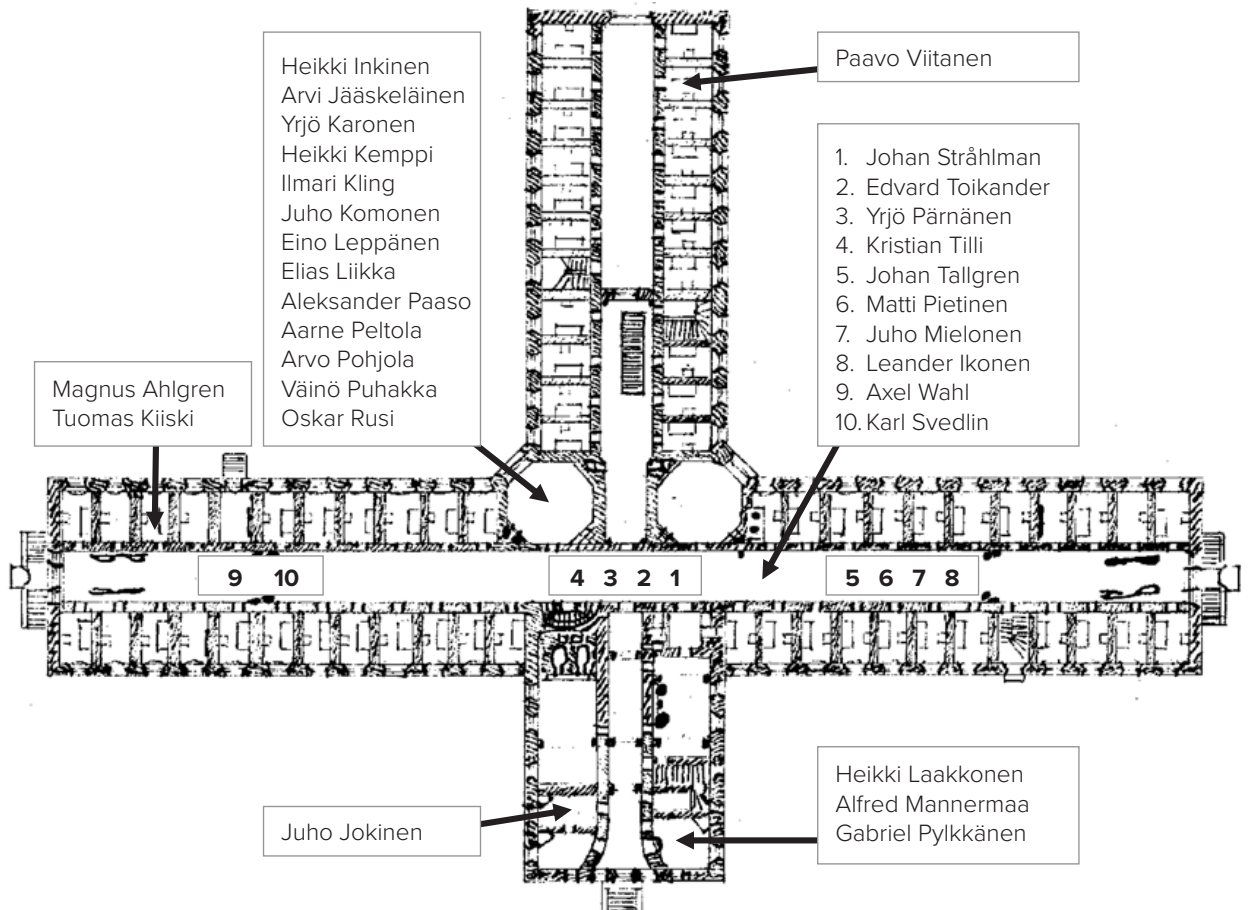 Heikki Inkinen
Arvi Jääskeläinen
Yrjö Karonen
Heikki Kemppi
Ilmari Kling
Juho Komonen
Eino Leppänen
Elias Liikka
Aleksander Paaso
Aarne Peltola
Arvo Pohjola
Väinö Puhakka
Oskar Rusi
Paavo Viitanen
1. Johan Stråhlman
2. Edvard Toikander
3. Yrjö Pärnänen
4. Kristian Tilli
5. Johan Tallgren
6. Matti Pietinen
7. Juho Mielonen
8. Leander Ikonen
9. Axel Wahl
10. Karl Svedlin
Magnus Ahlgren
Tuomas Kiiski
9 10
4 3 2 1
5 6 7 8
Juho Jokinen
Heikki Laakkonen
Alfred Mannermaa
Gabriel Pylkkänen